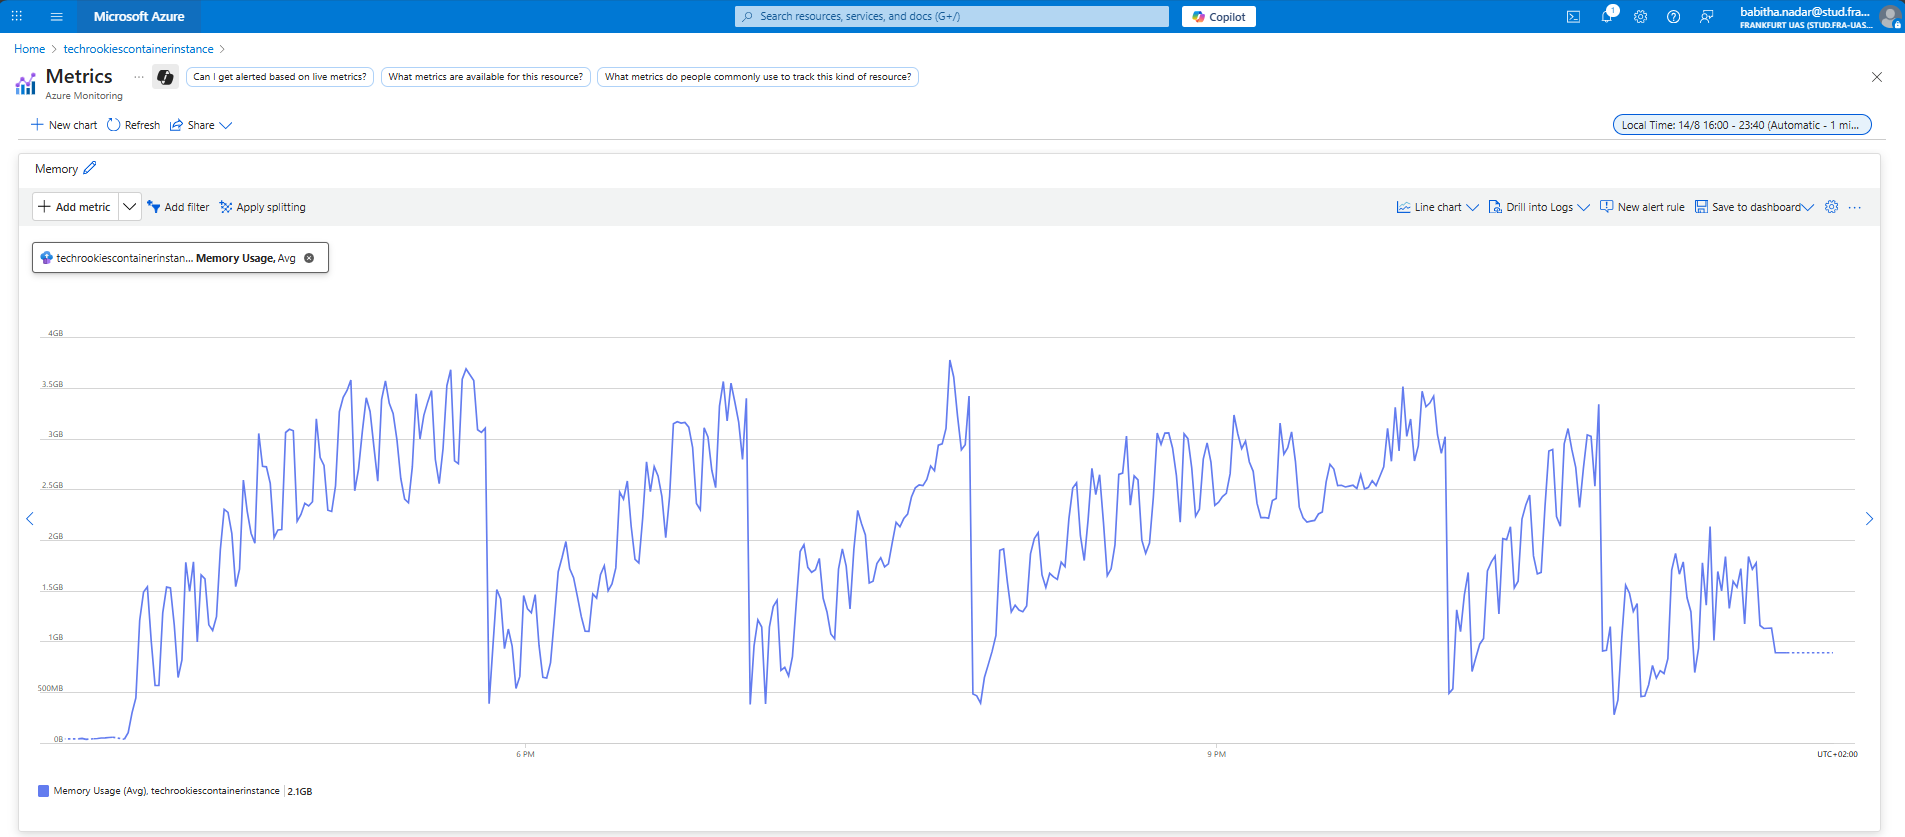 Microsoft Azure
Search resources, services, and docs (G+/)
Copilot
1
babitha.nadar@stud.fra...
FRANKFURT UAS (STUD.FRA-UAS....
Home > techrookiescontainerinstance >
Metrics ...
Azure Monitoring
Can I get alerted based on live metrics?
What metrics are available for this resource?
What metrics do people commonly use to track this kind of resource?
New chart Refresh Share
Local Time: 14/8 16:00 - 23:40 (Automatic - 1 mi...
Memory
Add metric Add filter Apply splitting
Line chart Drill into Logs New alert rule Save to dashboard ...
techrookiescontainerinstan... Memory Usage, Avg
4GB
3.5GB
3GB
2.5GB
2GB
1.5GB
1GB
500MB
0B
6 PM 9 PM UTC+02:00
Memory Usage (Avg), techrookiescontainerinstance 2.1GB